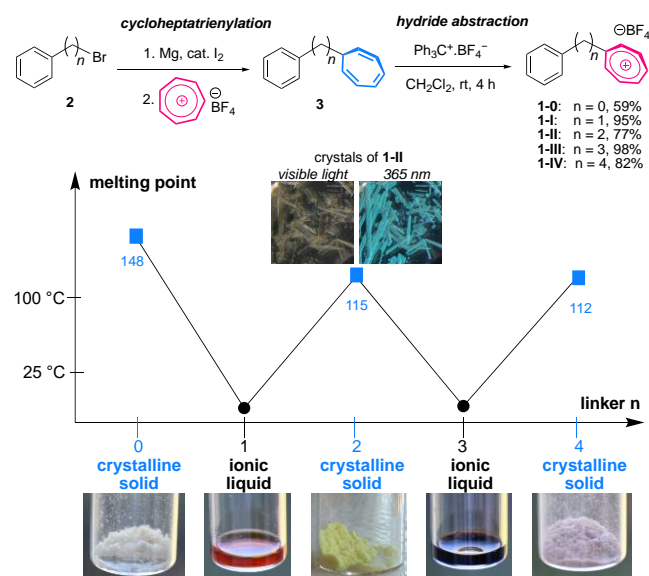 cycloheptatrienylation
hydride abstraction
( )n Br
2
1. Mg, cat. I2
2. ⊕ ⊖BF4
( )n
3
Ph3C+.BF4−
CH2Cl2, rt, 4 h
( )n ⊕ ⊖BF4
1-0: n = 0, 59%
1-I: n = 1, 95%
1-II: n = 2, 77%
1-III: n = 3, 98%
1-IV: n = 4, 82%
melting point
crystals of 1-II
visible light 365 nm
148
115
112
100 °C
25 °C
linker n
0 1 2 3 4
crystalline solid
ionic liquid
crystalline solid
ionic liquid
crystalline solid